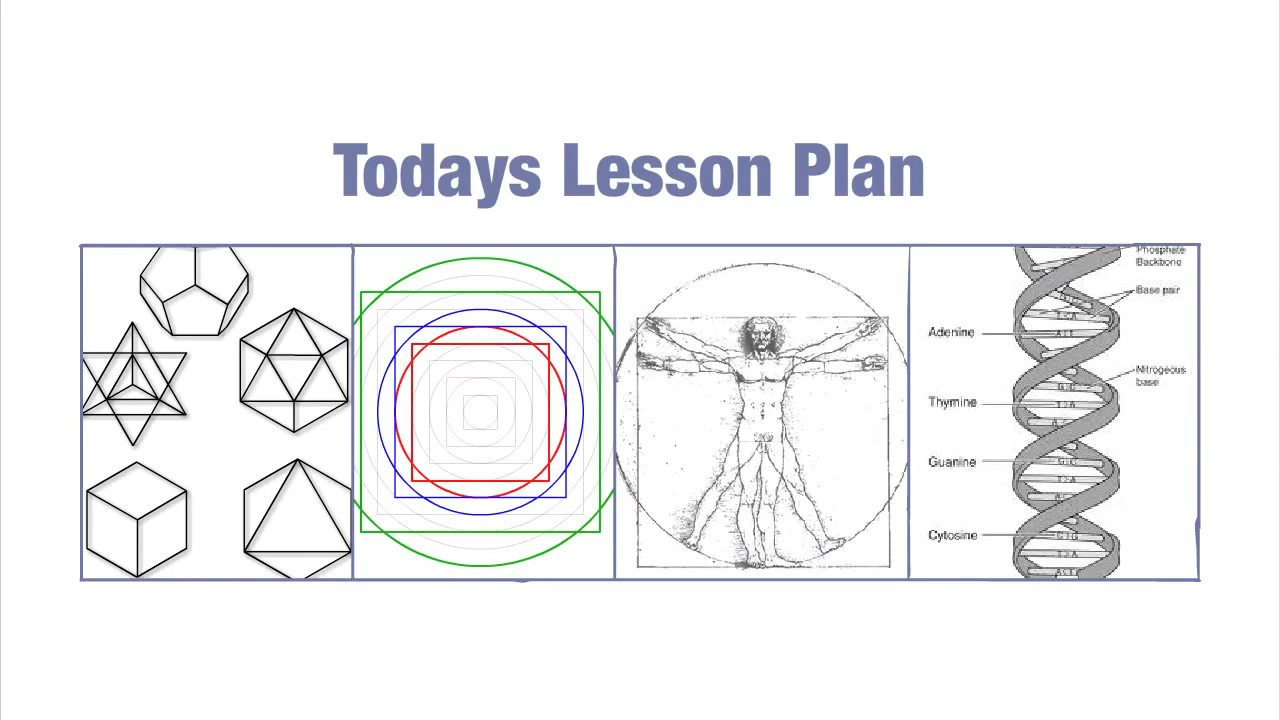 Todays Lesson Plan
Phosphate
Backbone
Base pair
Adenine
Nitrogeous
base
Thymine
Guanine
Cytosine